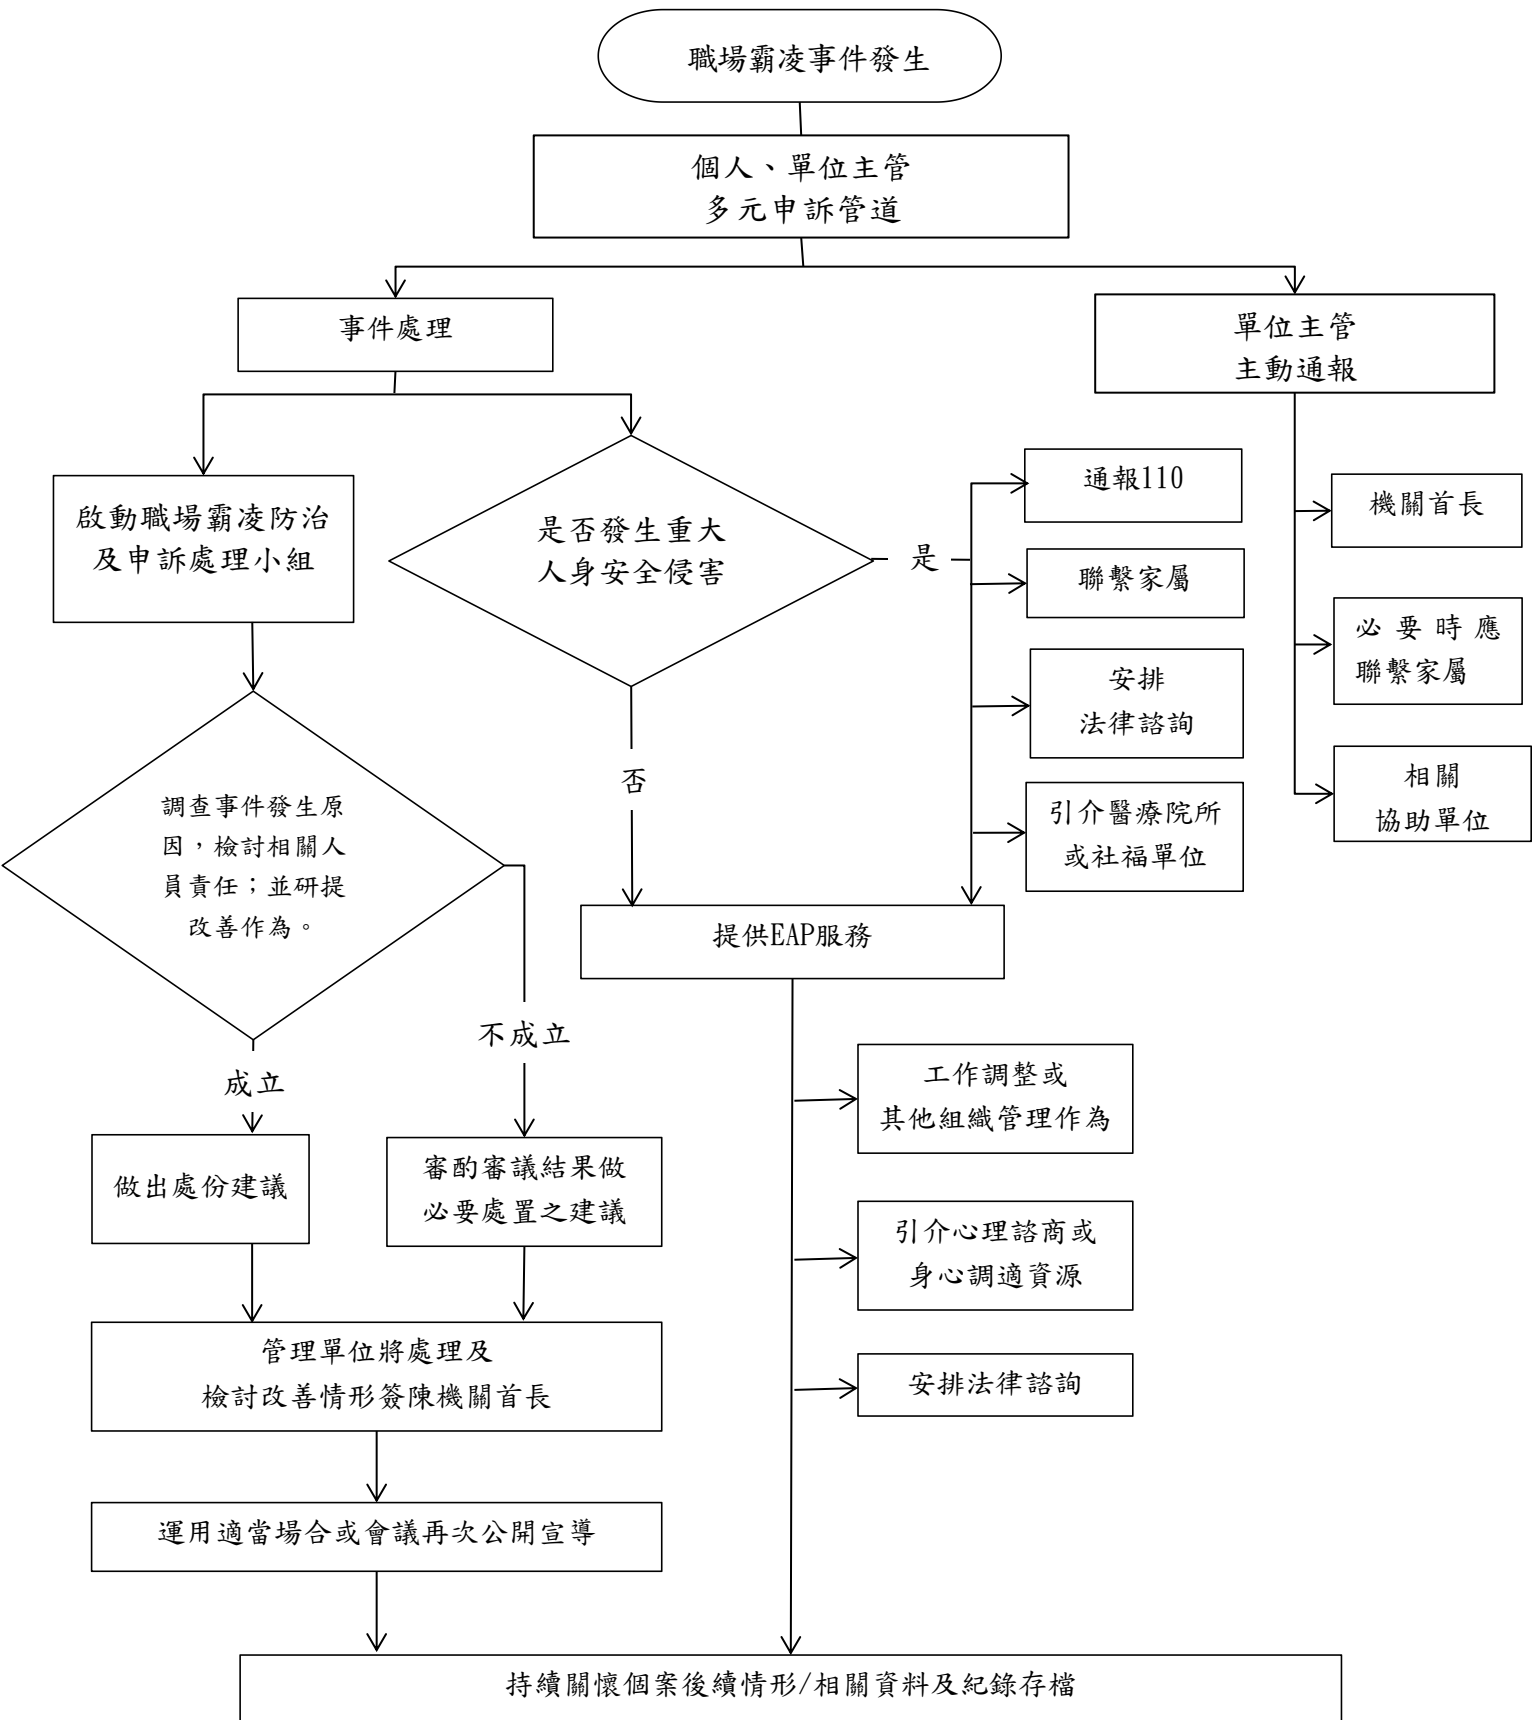 職場霸凌事件發生
個人、單位主管
多元申訴管道
事件處理
單位主管
主動通報
啟動職場霸凌防治
及申訴處理小組
是否發生重大
人身安全侵害
是
通報110
聯繫家屬
安排
法律諮詢
引介醫療院所
或社福單位
機關首長
必要時應
聯繫家屬
相關
協助單位
否
調查事件發生原
因，檢討相關人
員責任；並研提
改善作為。
提供EAP服務
不成立
成立
做出處份建議
審酌審議結果做
必要處置之建議
工作調整或
其他組織管理作為
引介心理諮商或
身心調適資源
安排法律諮詢
管理單位將處理及
檢討改善情形簽陳機關首長
運用適當場合或會議再次公開宣導
持續關懷個案後續情形/相關資料及紀錄存檔